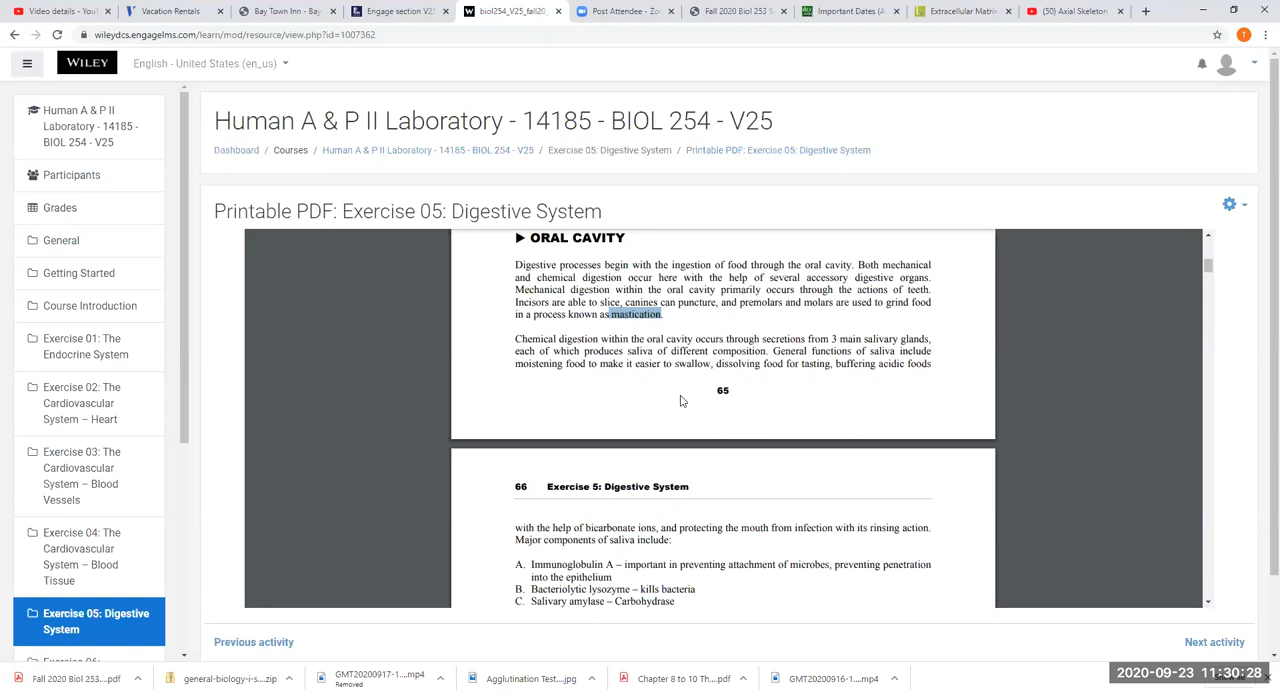 Video details - YouT
Vacation Rentals
Bay Town Inn - Bay
Engage section V25
biol254_V25_fall20
Post Attendee - Zoo
Fall 2020 Biol 253 S
Important Dates (A
Extracellular Matrix
(50) Axial Skeleton
wileydcs.engagelms.com/learn/mod/resource/view.php?id=1007362
T
WILEY
English - United States (en_us)
Human A & P II
Laboratory - 14185 -
BIOL 254 - V25
Participants
Grades
General
Getting Started
Course Introduction
Exercise 01: The
Endocrine System
Exercise 02: The
Cardiovascular
System – Heart
Exercise 03: The
Cardiovascular
System – Blood
Vessels
Exercise 04: The
Cardiovascular
System – Blood
Tissue
Exercise 05: Digestive
System
Human A & P II Laboratory - 14185 - BIOL 254 - V25
Dashboard / Courses / Human A & P II Laboratory - 14185 - BIOL 254 - V25 / Exercise 05: Digestive System / Printable PDF: Exercise 05: Digestive System
Printable PDF: Exercise 05: Digestive System
▶ ORAL CAVITY
Digestive processes begin with the ingestion of food through the oral cavity. Both mechanical
and chemical digestion occur here with the help of several accessory digestive organs.
Mechanical digestion within the oral cavity primarily occurs through the actions of teeth.
Incisors are able to slice, canines can puncture, and premolars and molars are used to grind food
in a process known as mastication.
Chemical digestion within the oral cavity occurs through secretions from 3 main salivary glands,
each of which produces saliva of different composition. General functions of saliva include
moistening food to make it easier to swallow, dissolving food for tasting, buffering acidic foods
65
66 Exercise 5: Digestive System
with the help of bicarbonate ions, and protecting the mouth from infection with its rinsing action.
Major components of saliva include:
A. Immunoglobulin A – important in preventing attachment of microbes, preventing penetration
into the epithelium
B. Bacteriolytic lysozyme – kills bacteria
C. Salivary amylase – Carbohydrase
Previous activity
Next activity
Fall 2020 Biol 253....pdf
general-biology-i-s....zip
GMT20200917-1....mp4
Removed
Agglutination Test....jpg
Chapter 8 to 10 Th....pdf
GMT20200916-1....mp4
2020-09-23 11:30:28